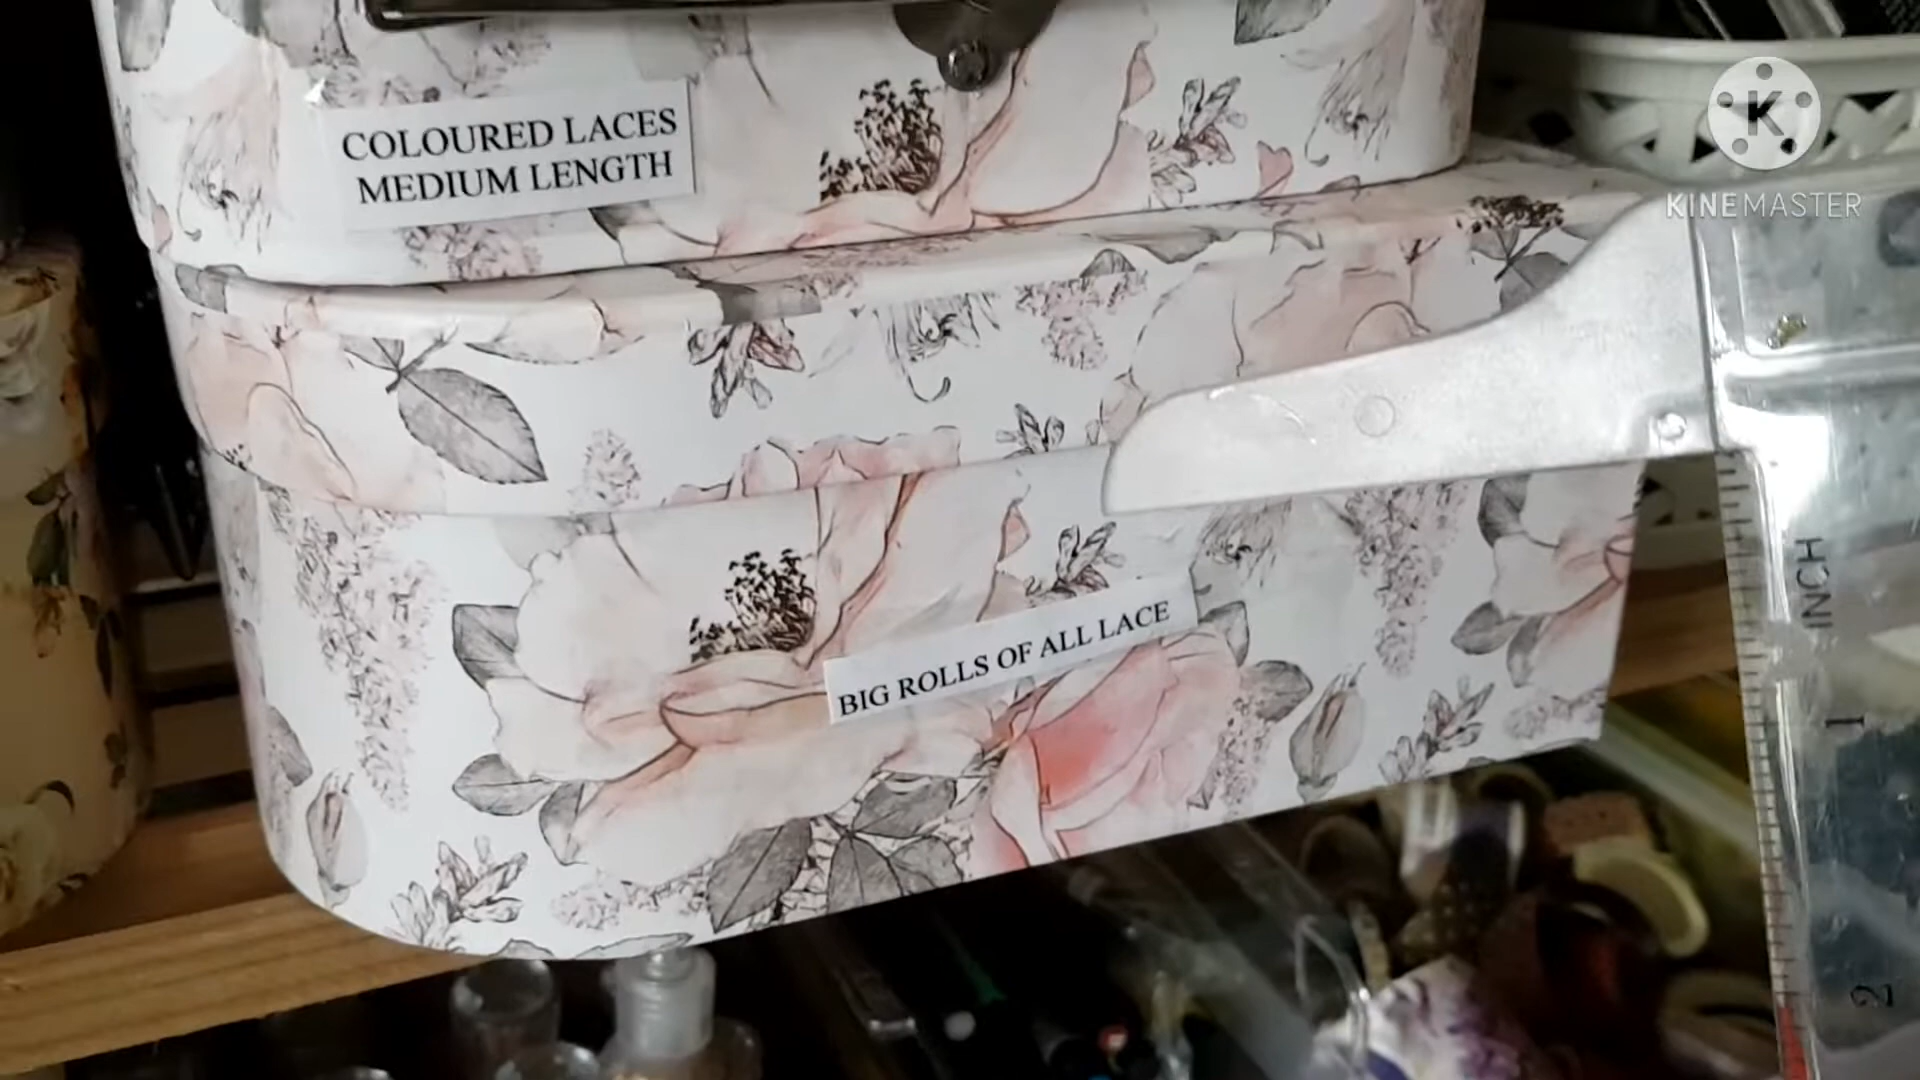 COLOURED LACES
MEDIUM LENGTH
K
KINEMASTER
BIG ROLLS OF ALL LACE
INCH
1
2